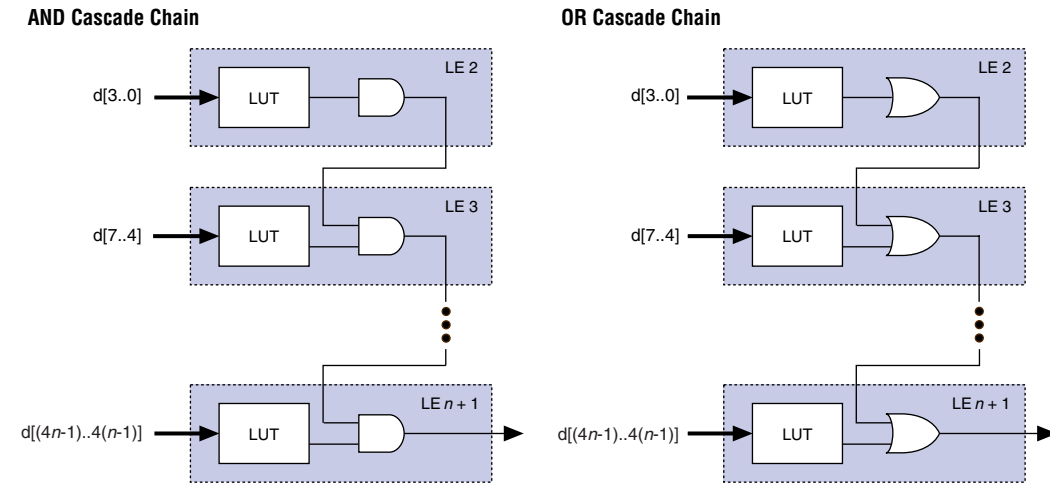 AND Cascade Chain
LE 2
d[3..0]
LUT
LE 3
d[7..4]
LUT
LE n + 1
d[(4n-1)..4(n-1)]
LUT
OR Cascade Chain
LE 2
d[3..0]
LUT
LE 3
d[7..4]
LUT
LE n + 1
d[(4n-1)..4(n-1)]
LUT